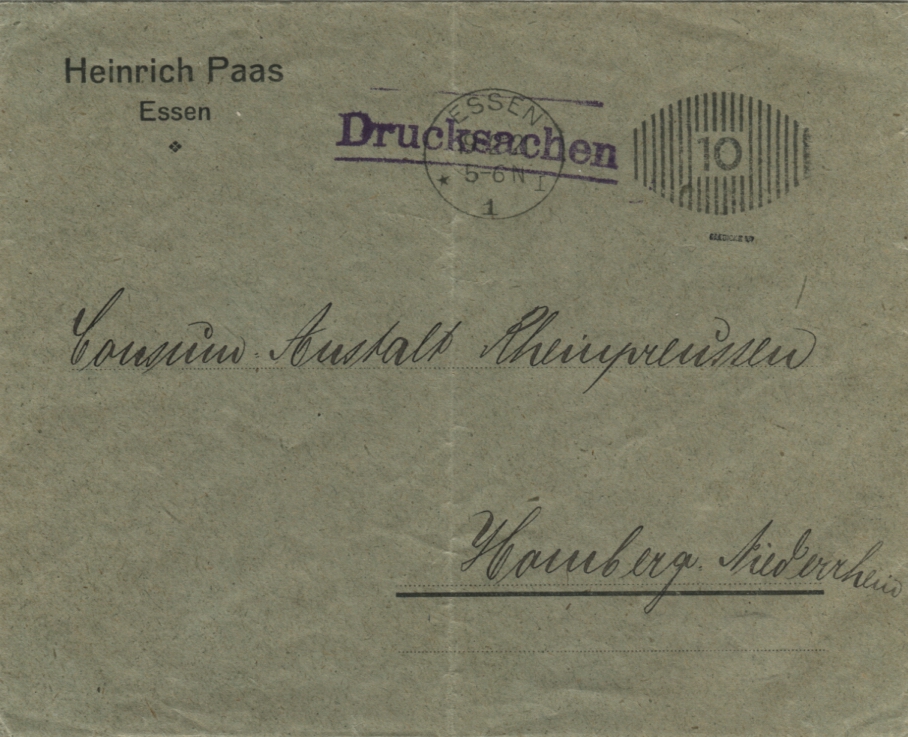 Heinrich Paas
Essen
Drucksachen
ESSEN
5-6 N
1
10
Consum-Anstalt Rheinpreussen
Homberg. Niederrhein